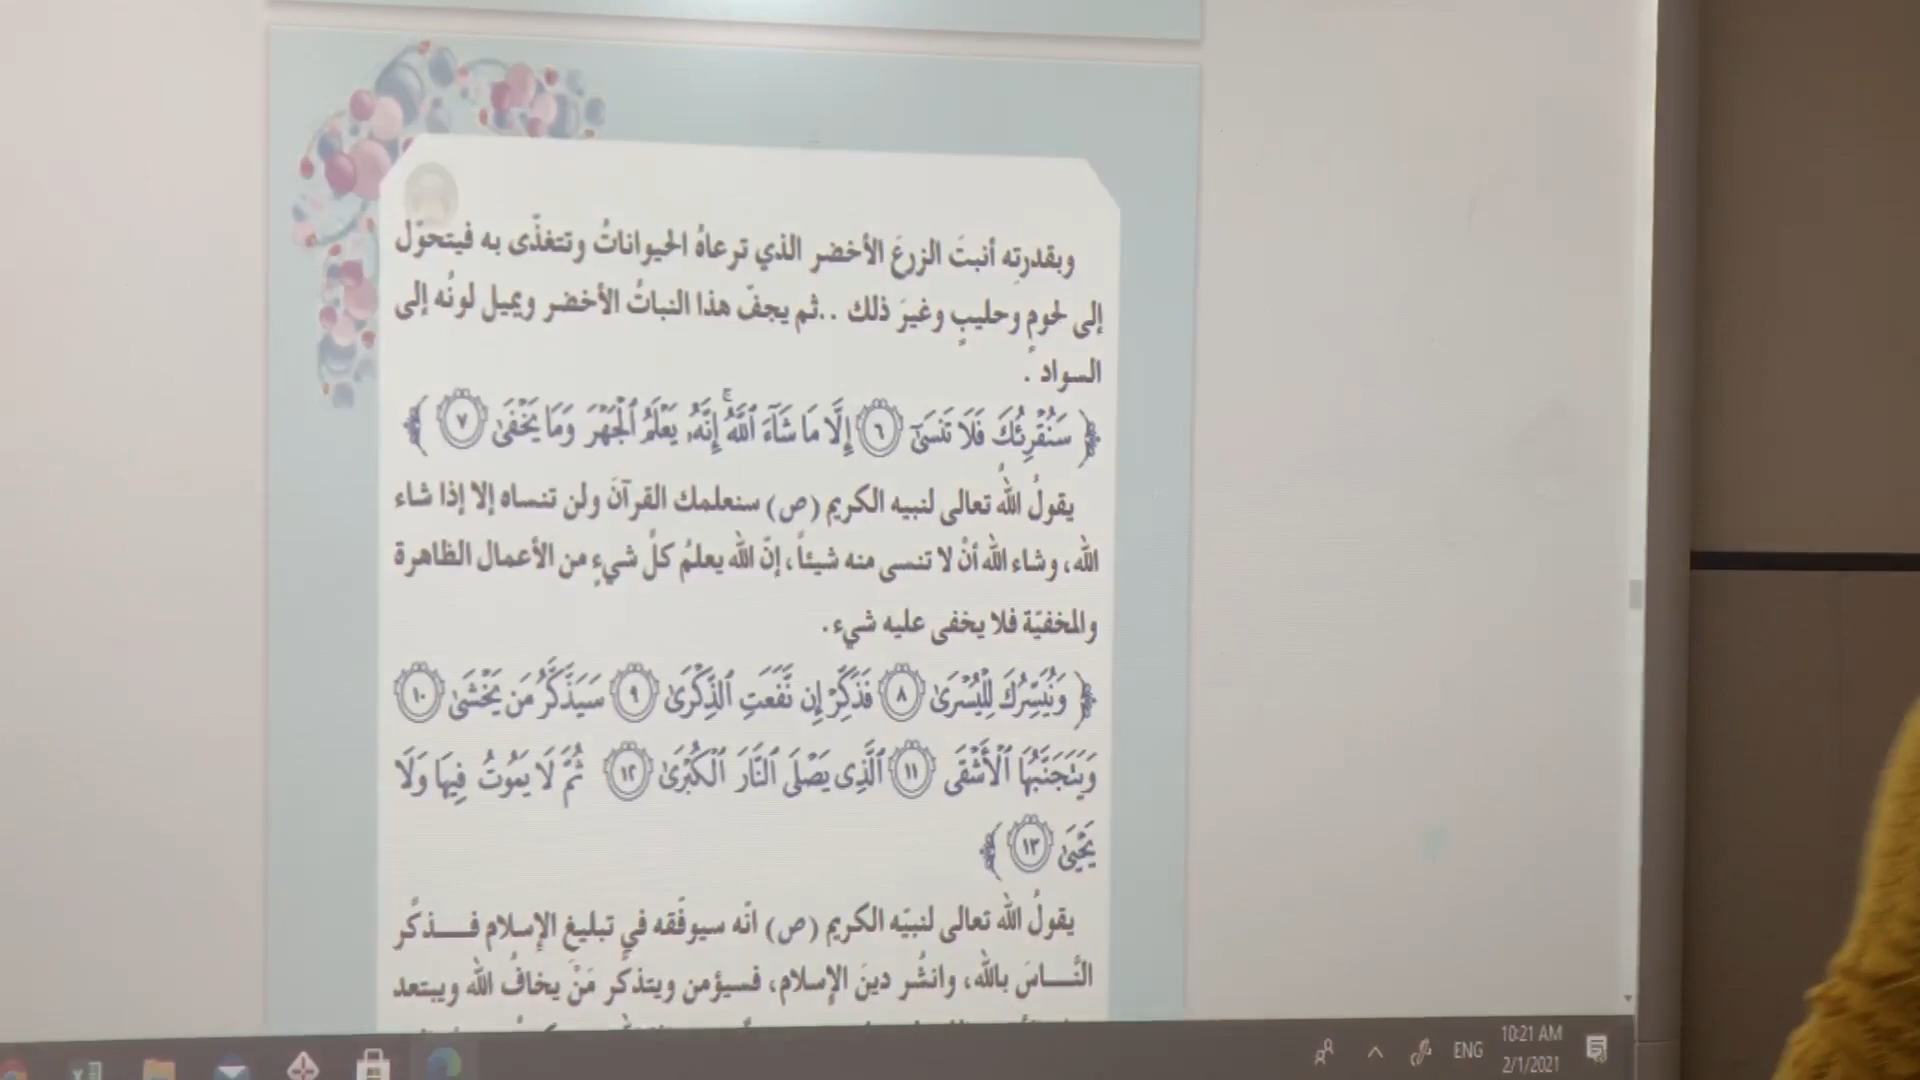 وبقدرتِه أنبتَ الزرعَ الأخضر الذي ترعاهُ الحيواناتُ وتتغذّى به فيتحوّل
إلى لحومٍ وحليبٍ وغيرَ ذلك ..ثم يجفّ هذا النباتُ الأخضر ويميل لونُه إلى
السواد .
﴿ سَنُقْرِئُكَ فَلَا تَنسَىٰٓ ٦ إِلَّا مَا شَآءَ ٱللَّهُ ۚ إِنَّهُۥ يَعْلَمُ ٱلْجَهْرَ وَمَا يَخْفَىٰ ٧ ﴾
يقولُ اللهُ تعالى لنبيه الكريم (ص) سنعلمك القرآنَ ولن تنساه إلا إذا شاء
الله، وشاء الله أنْ لا تنسى منه شيئاً، إنّ الله يعلمُ كلَّ شيءٍ من الأعمال الظاهرة
والمخفيّة فلا يخفى عليه شيء.
﴿ وَنُيَسِّرُكَ لِلْيُسْرَىٰ ٨ فَذَكِّرْ إِن نَّفَعَتِ ٱلذِّكْرَىٰ ٩ سَيَذَّكَّرُ مَن يَخْشَىٰ ١٠
وَيَتَجَنَّبُهَا ٱلْأَشْقَى ١١ ٱلَّذِى يَصْلَى ٱلنَّارَ ٱلْكُبْرَىٰ ١٢ ثُمَّ لَا يَمُوتُ فِيهَا وَلَا
يَحْيَىٰ ١٣ ﴾
يقولُ الله تعالى لنبيّه الكريم (ص) انّه سيوفّقه في تبليغِ الإسلام فـــذكِّر
النَّــاسَ بالله، وانشُر دينَ الإسلام، فسيؤمن ويتذكّر مَنْ يخافُ الله ويبتعد
ENG
10:21 AM
2/1/2021